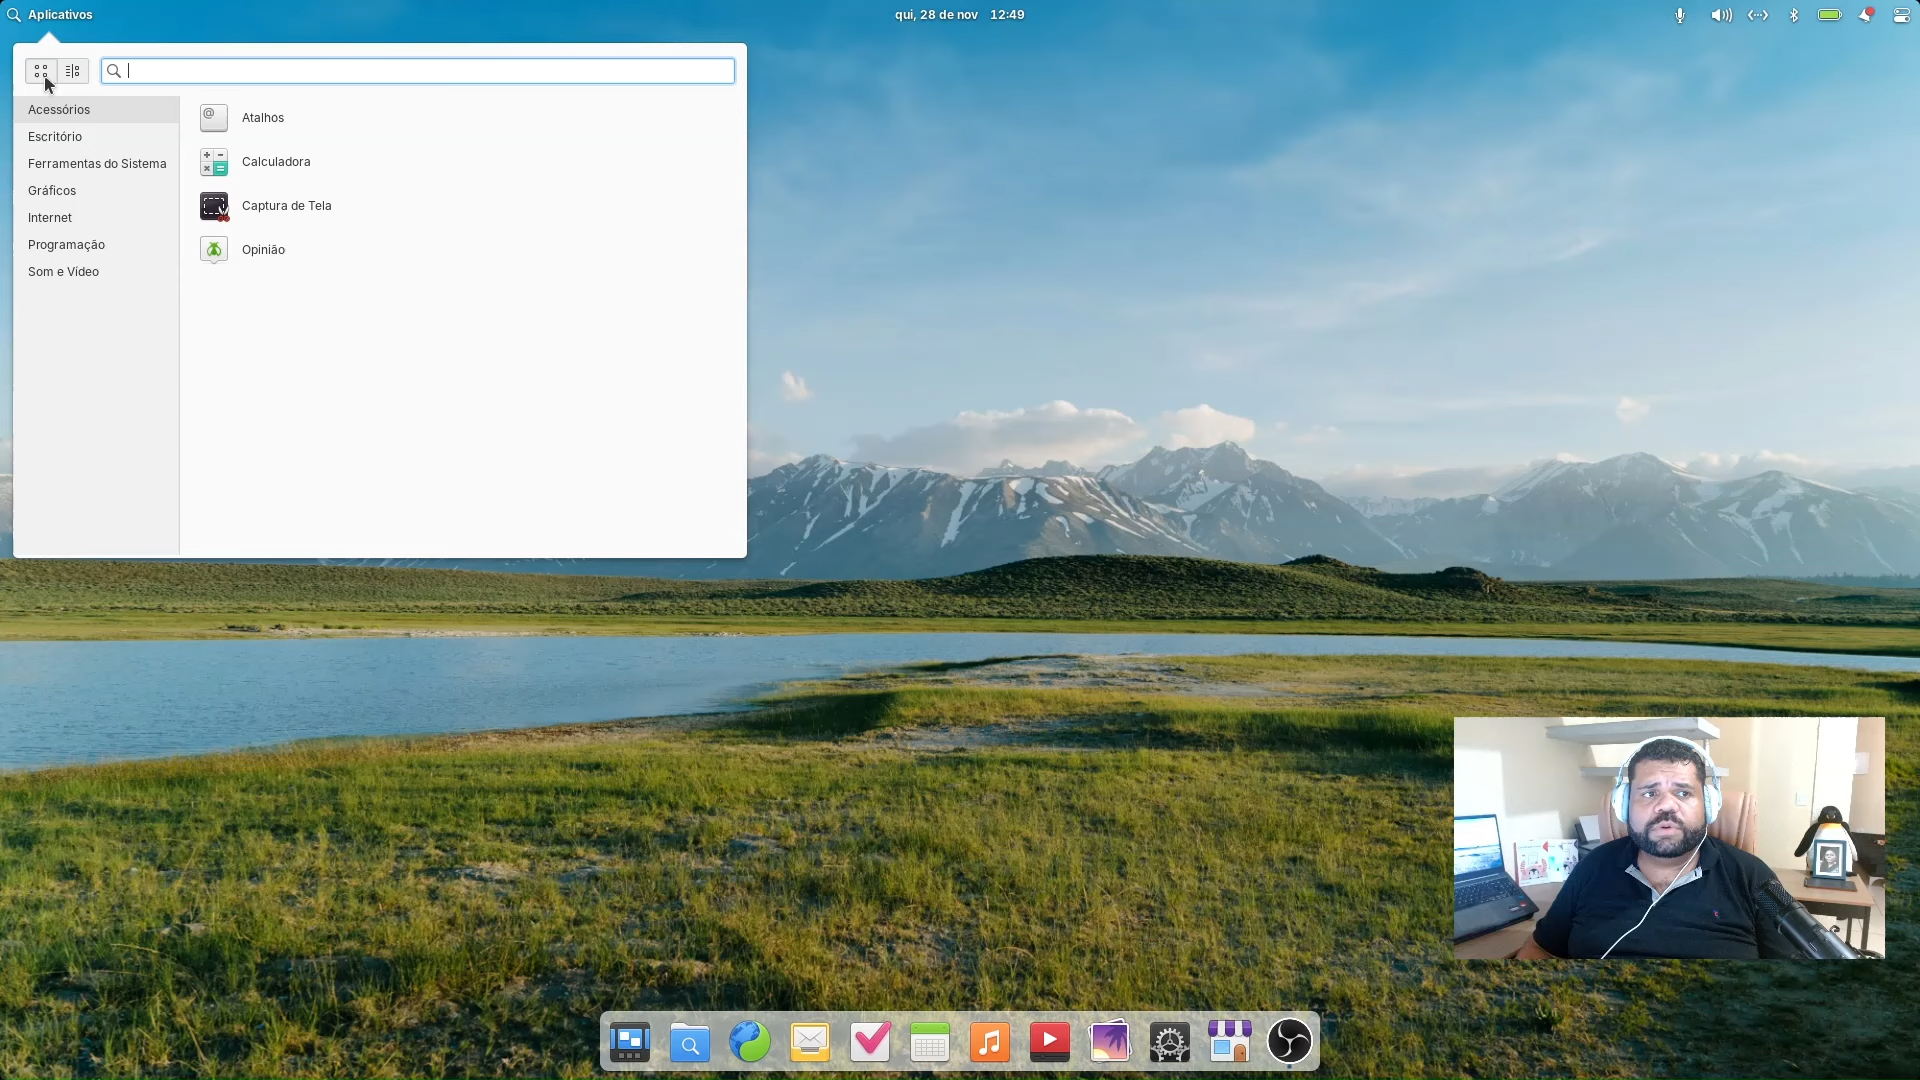 Aplicativos
qui, 28 de nov 12:49
Acessórios
Escritório
Ferramentas do Sistema
Gráficos
Internet
Programação
Som e Vídeo
Atalhos
Calculadora
Captura de Tela
Opinião